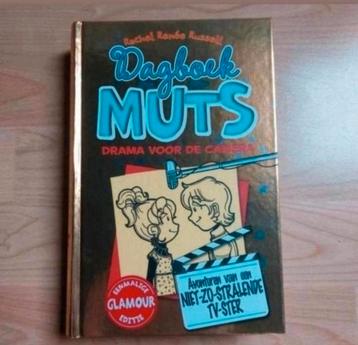 Rachel Renée Russell
Dagboek
MUTS
DRAMA VOOR DE CAMERA
Avonturen van een
NIET-ZO-STRALENDE
TV-STER
EENMALIGE
GLAMOUR
EDITIE